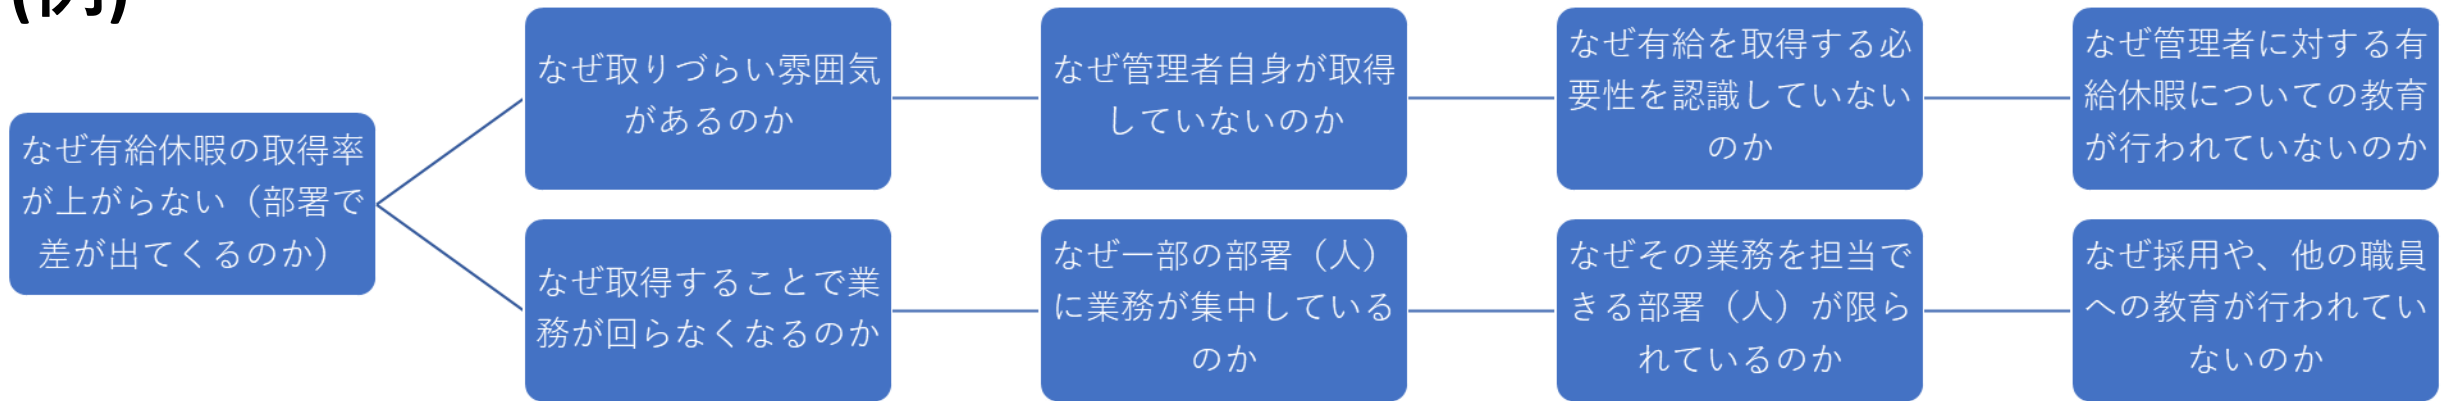 (例)
なぜ有給休暇の取得率
が上がらない（部署で
差が出てくるのか）
なぜ取りづらい雰囲気
があるのか
なぜ管理者自身が取得
していないのか
なぜ有給を取得する必
要性を認識していない
のか
なぜ管理者に対する有
給休暇についての教育
が行われていないのか
なぜ取得することで業
務が回らなくなるのか
なぜ一部の部署（人）
に業務が集中している
のか
なぜその業務を担当で
きる部署（人）が限ら
れているのか
なぜ採用や、他の職員
への教育が行われてい
ないのか